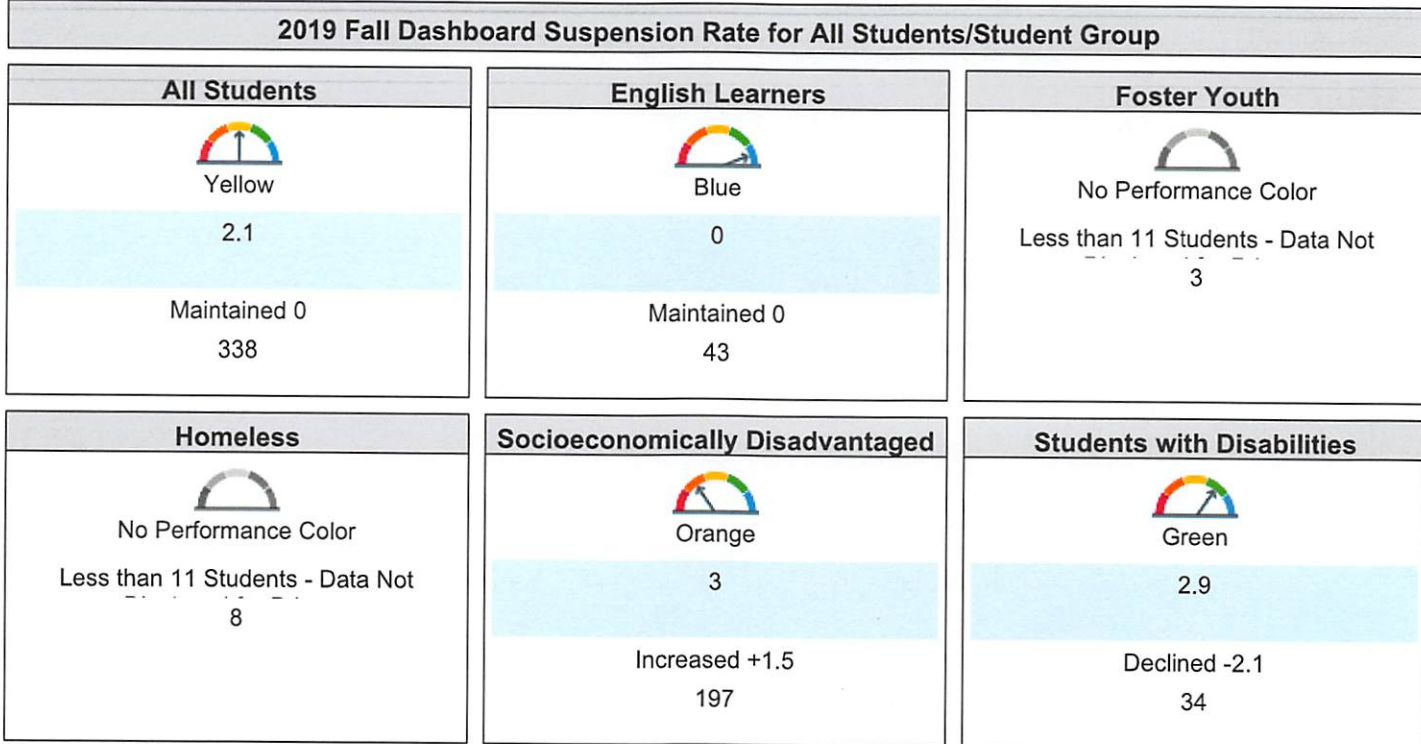 2019 Fall Dashboard Suspension Rate for All Students/Student Group
All Students
Yellow
2.1
Maintained 0
338
English Learners
Blue
0
Maintained 0
43
Foster Youth
No Performance Color
Less than 11 Students - Data Not
3
Homeless
No Performance Color
Less than 11 Students - Data Not
8
Socioeconomically Disadvantaged
Orange
3
Increased +1.5
197
Students with Disabilities
Green
2.9
Declined -2.1
34